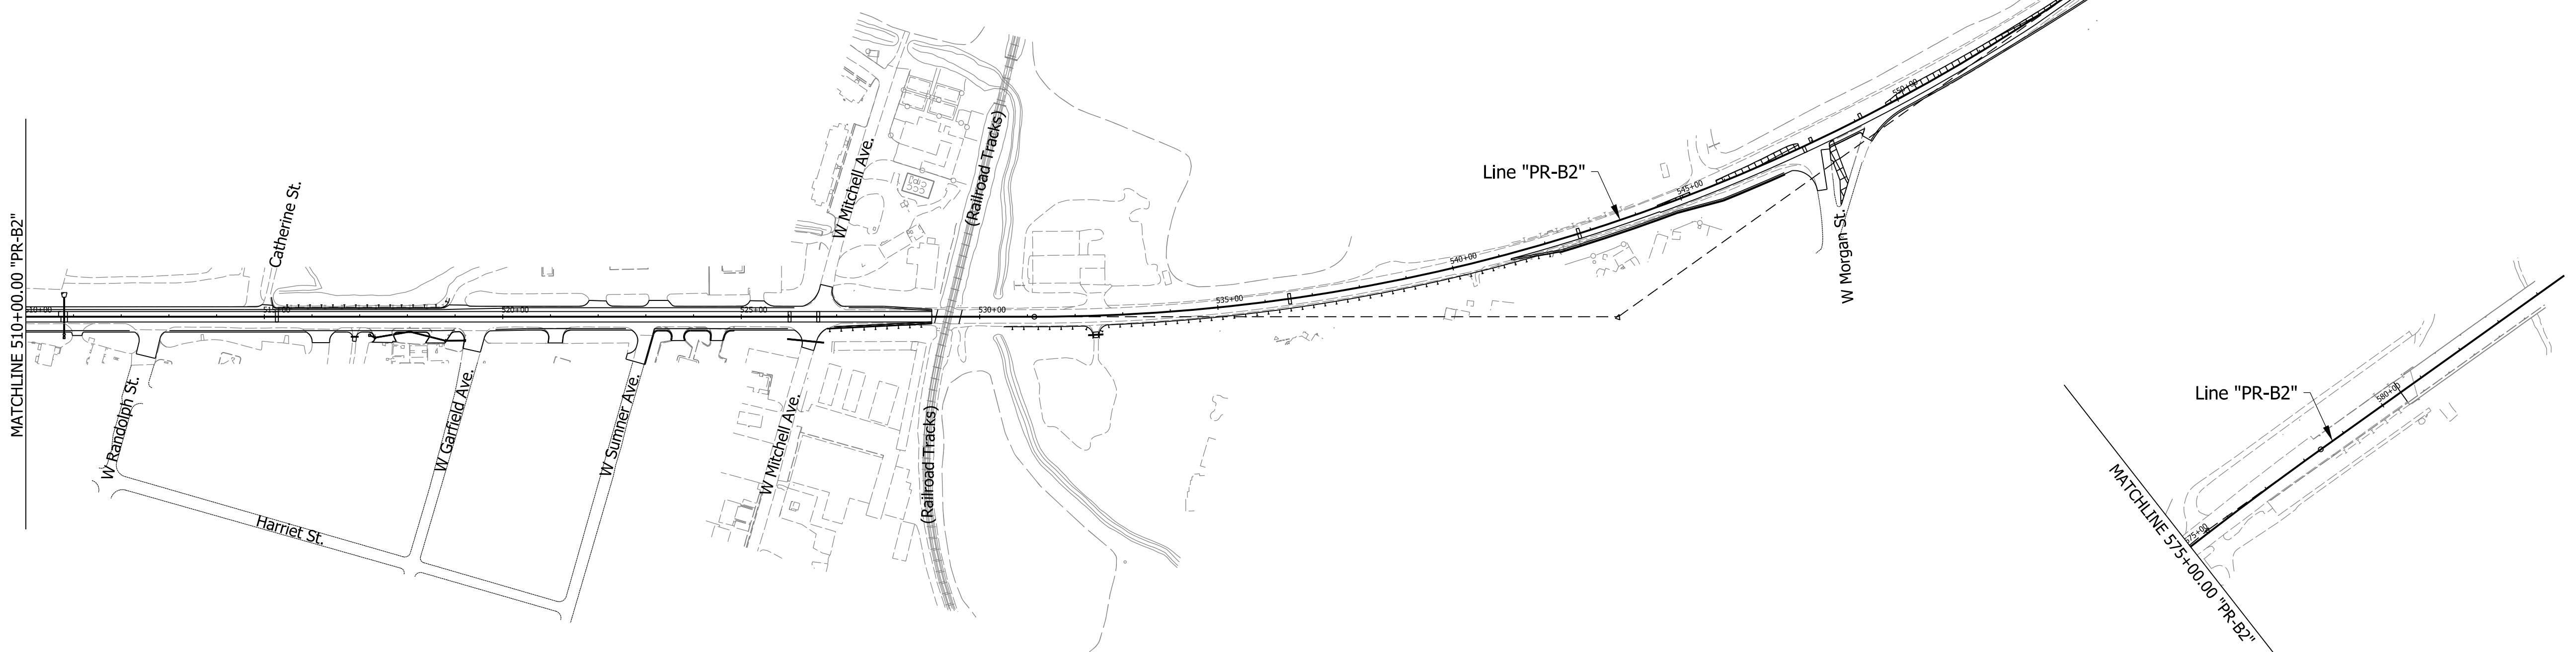 MATCHLINE 510+00.00 "PR-B2"
Catherine St.
W Mitchell Ave.
(Railroad Tracks)
Line "PR-B2"
W Morgan St.
510+00
515+00
520+00
525+00
530+00
535+00
540+00
545+00
550+00
W Randolph St.
W Garfield Ave.
W Sumner Ave.
W Mitchell Ave.
(Railroad Tracks)
Harriet St.
Line "PR-B2"
580+00
575+00
MATCHLINE 575+00.00 "PR-B2"